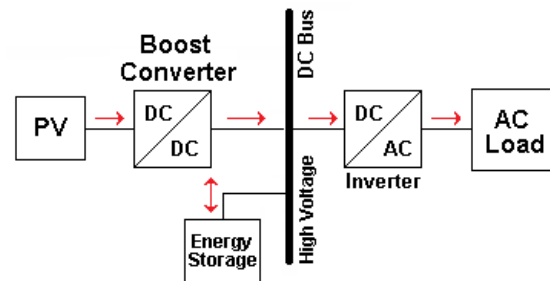 Boost
Converter
PV
DC
DC
DC Bus
High Voltage
DC
AC
Inverter
AC
Load
Energy
Storage